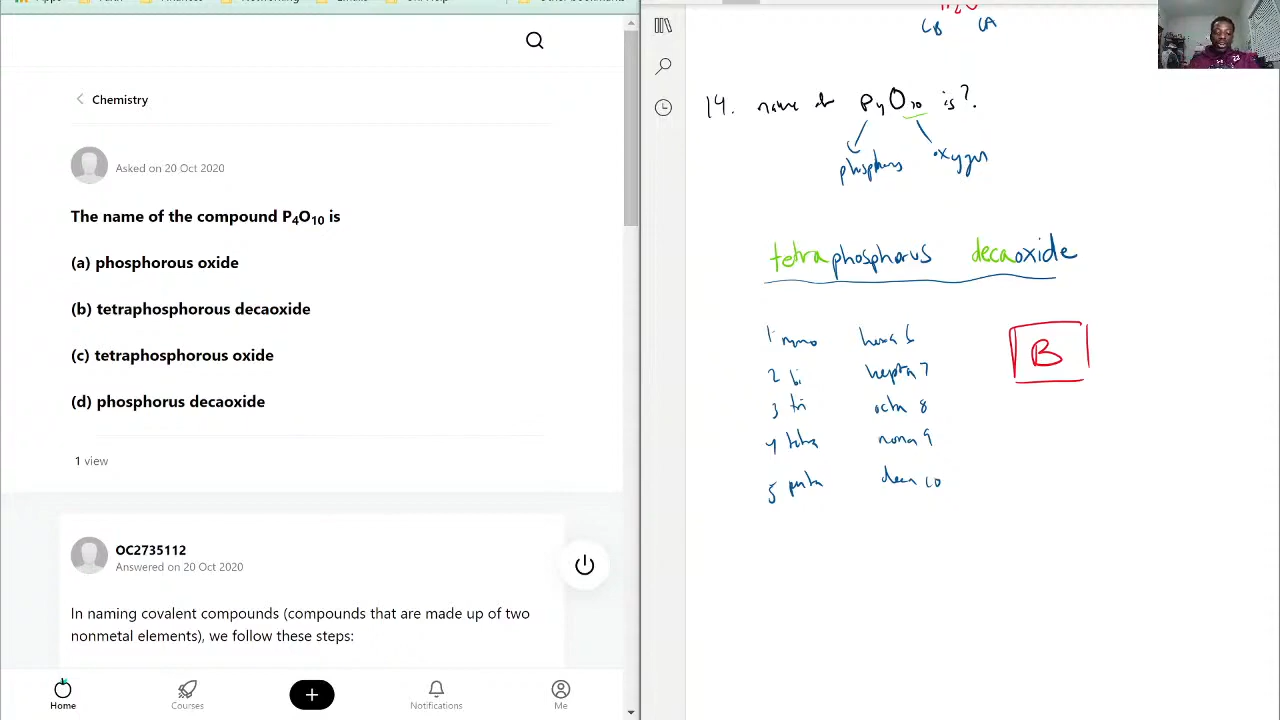 Chemistry
Asked on 20 Oct 2020
The name of the compound P₄O₁₀ is
(a) phosphorous oxide
(b) tetraphosphorous decaoxide
(c) tetraphosphorous oxide
(d) phosphorus decaoxide
1 view
OC2735112
Answered on 20 Oct 2020
In naming covalent compounds (compounds that are made up of two
nonmetal elements), we follow these steps:
Home
Courses
Notifications
Me
CB CA
14. name P₄O₁₀ is?
phosphorus oxygen
tetraphosphorus decaoxide
1 mono hexa 6
2 bi hepta 7
3 tri octa 8
4 tetra nona 9
5 penta deca 10
B